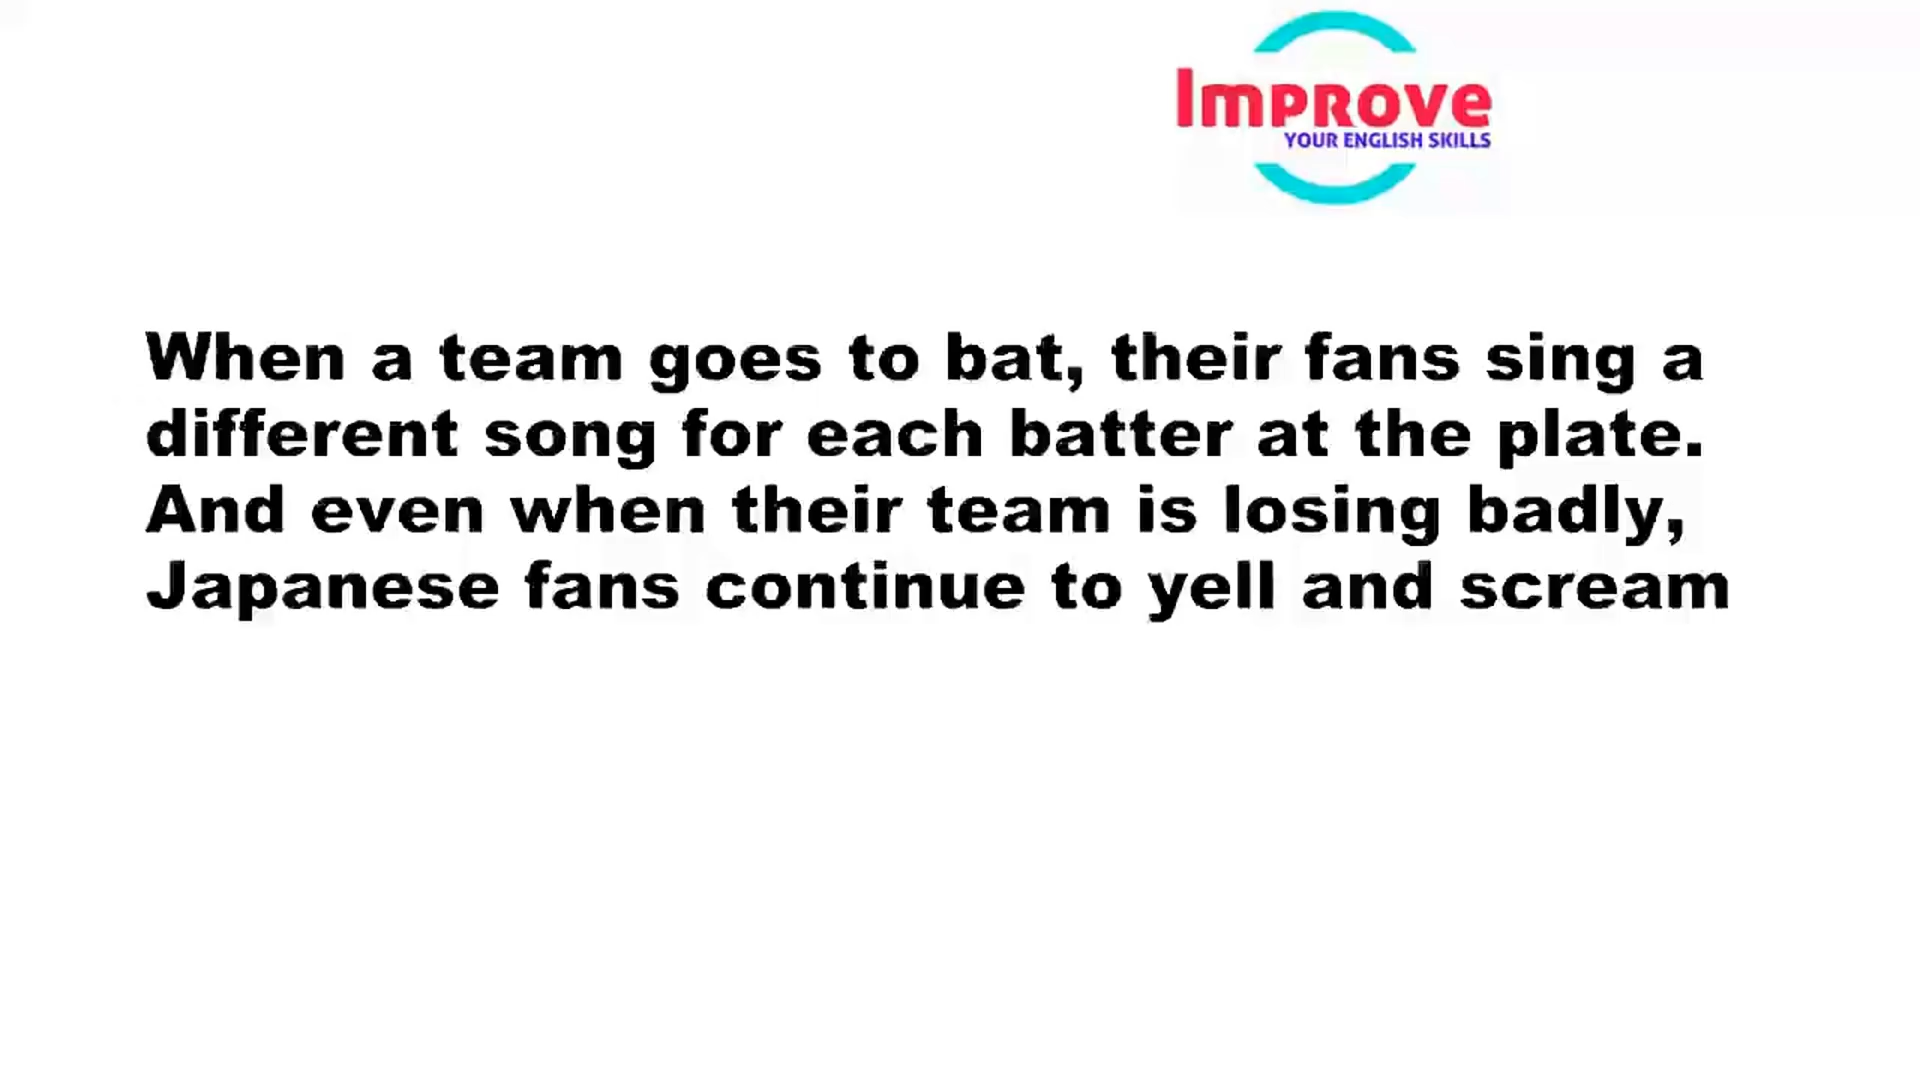 Improve
YOUR ENGLISH SKILLS
When a team goes to bat, their fans sing a
different song for each batter at the plate.
And even when their team is losing badly,
Japanese fans continue to yell and scream